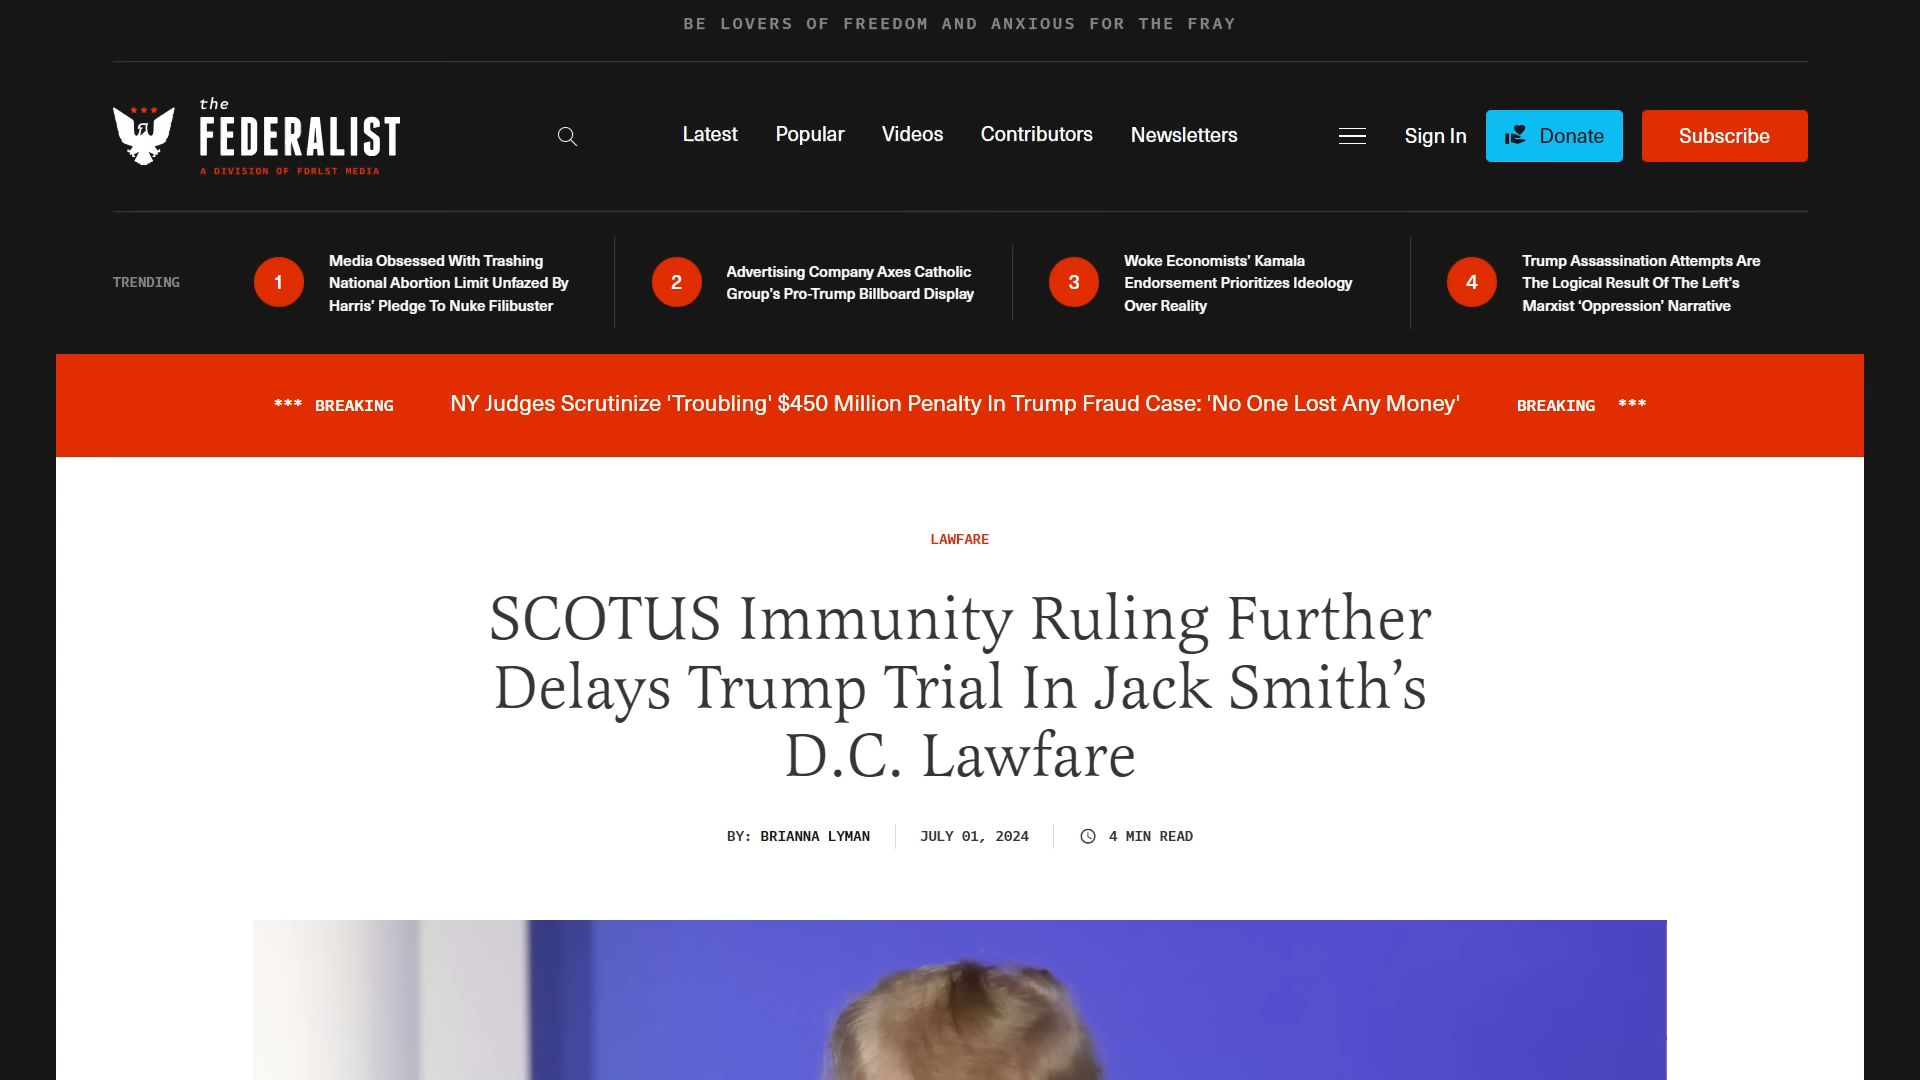 BE LOVERS OF FREEDOM AND ANXIOUS FOR THE FRAY
the
FEDERALIST
A DIVISION OF FDRLST MEDIA
Latest
Popular
Videos
Contributors
Newsletters
Sign In
Donate
Subscribe
TRENDING
1
Media Obsessed With Trashing
National Abortion Limit Unfazed By
Harris’ Pledge To Nuke Filibuster
2
Advertising Company Axes Catholic
Group’s Pro-Trump Billboard Display
3
Woke Economists’ Kamala
Endorsement Prioritizes Ideology
Over Reality
4
Trump Assassination Attempts Are
The Logical Result Of The Left’s
Marxist ‘Oppression’ Narrative
*** BREAKING
NY Judges Scrutinize 'Troubling' $450 Million Penalty In Trump Fraud Case: 'No One Lost Any Money'
BREAKING ***
LAWFARE
SCOTUS Immunity Ruling Further
Delays Trump Trial In Jack Smith’s
D.C. Lawfare
BY: BRIANNA LYMAN
JULY 01, 2024
4 MIN READ